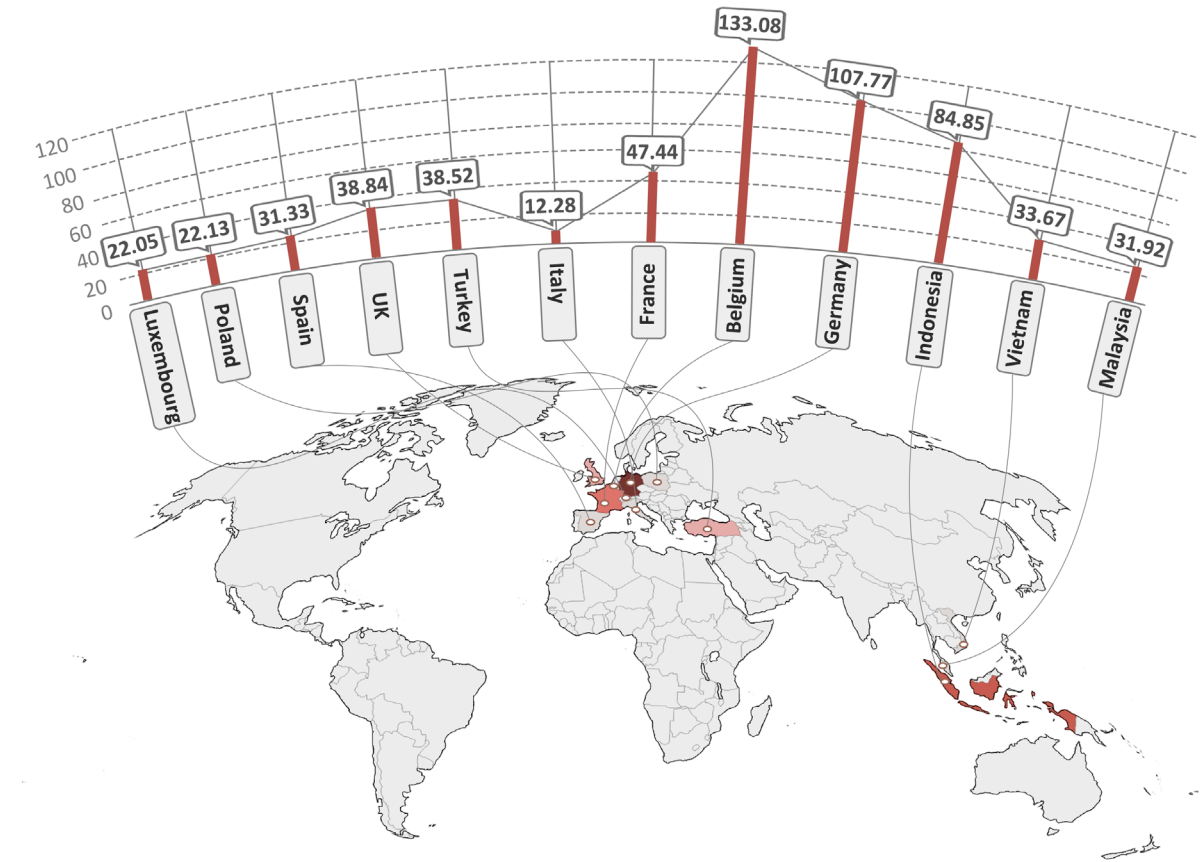 133.08
107.77
84.85
47.44
38.84
38.52
31.33
12.28
22.13
22.05
33.67
31.92
120
100
80
60
40
20
0
Luxembourg
Poland
Spain
UK
Turkey
Italy
France
Belgium
Germany
Indonesia
Vietnam
Malaysia